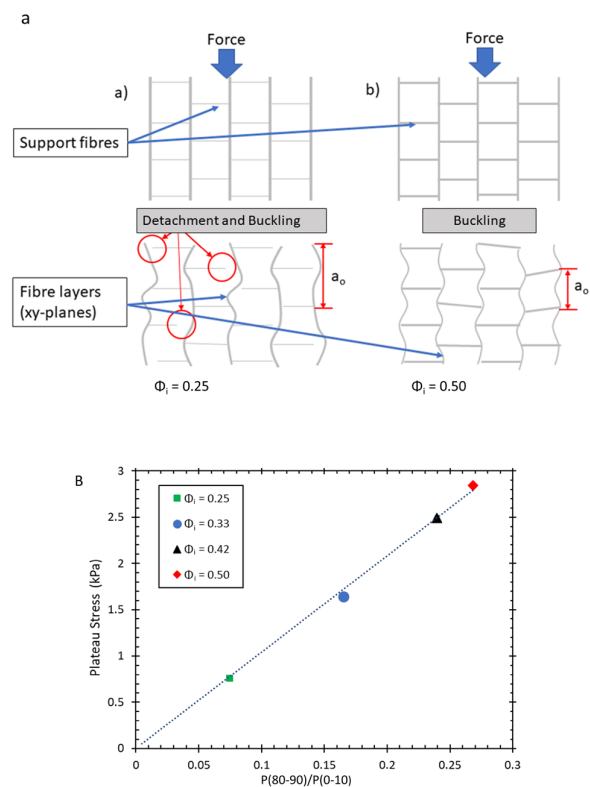 a
Force
Force
a)
b)
Support fibres
Detachment and Buckling
Buckling
Fibre layers
(xy-planes)
aₒ
aₒ
Φᵢ = 0.25
Φᵢ = 0.50
B
3
2.5
2
1.5
1
0.5
0
Plateau Stress (kPa)
Φᵢ = 0.25
Φᵢ = 0.33
Φᵢ = 0.42
Φᵢ = 0.50
0
0.05
0.1
0.15
0.2
0.25
0.3
P(80-90)/P(0-10)